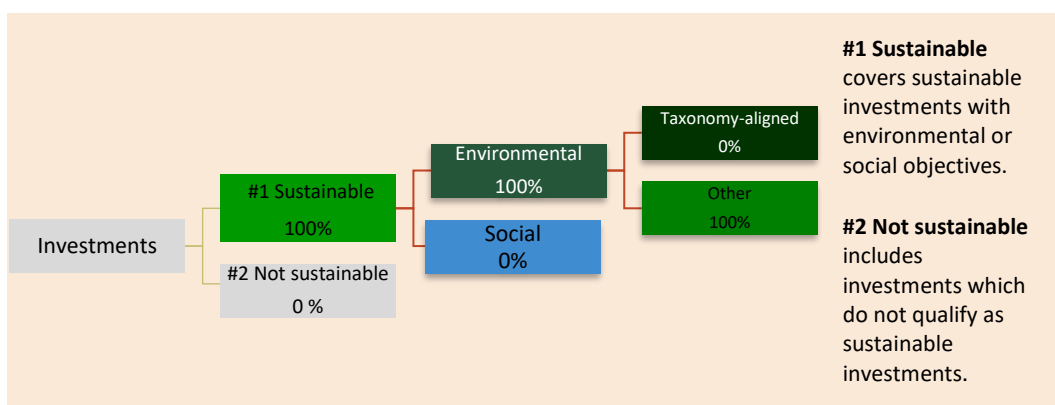 Investments
#1 Sustainable
100%
#2 Not sustainable
0 %
Environmental
100%
Social
0%
Taxonomy-aligned
0%
Other
100%
#1 Sustainable
covers sustainable
investments with
environmental or
social objectives.
#2 Not sustainable
includes
investments which
do not qualify as
sustainable
investments.